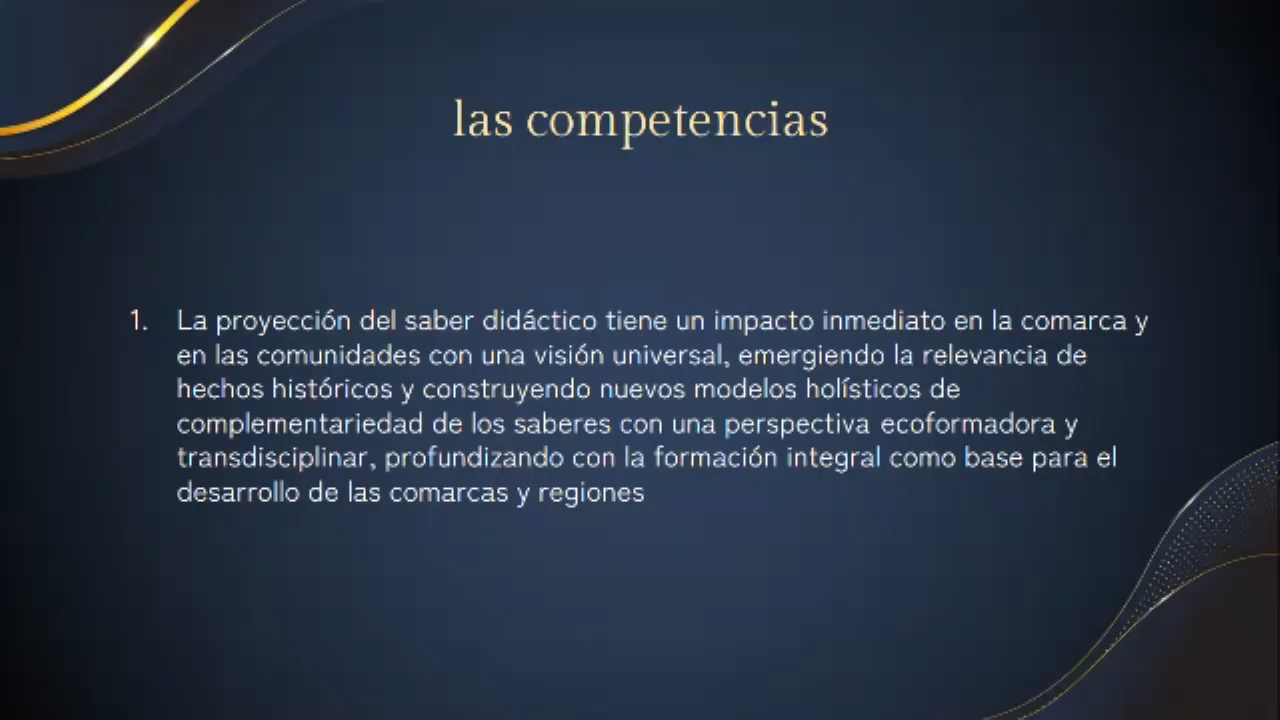 las competencias
1. La proyección del saber didáctico tiene un impacto inmediato en la comarca y
en las comunidades con una visión universal, emergiendo la relevancia de
hechos históricos y construyendo nuevos modelos holísticos de
complementariedad de los saberes con una perspectiva ecoformadora y
transdisciplinar, profundizando con la formación integral como base para el
desarrollo de las comarcas y regiones